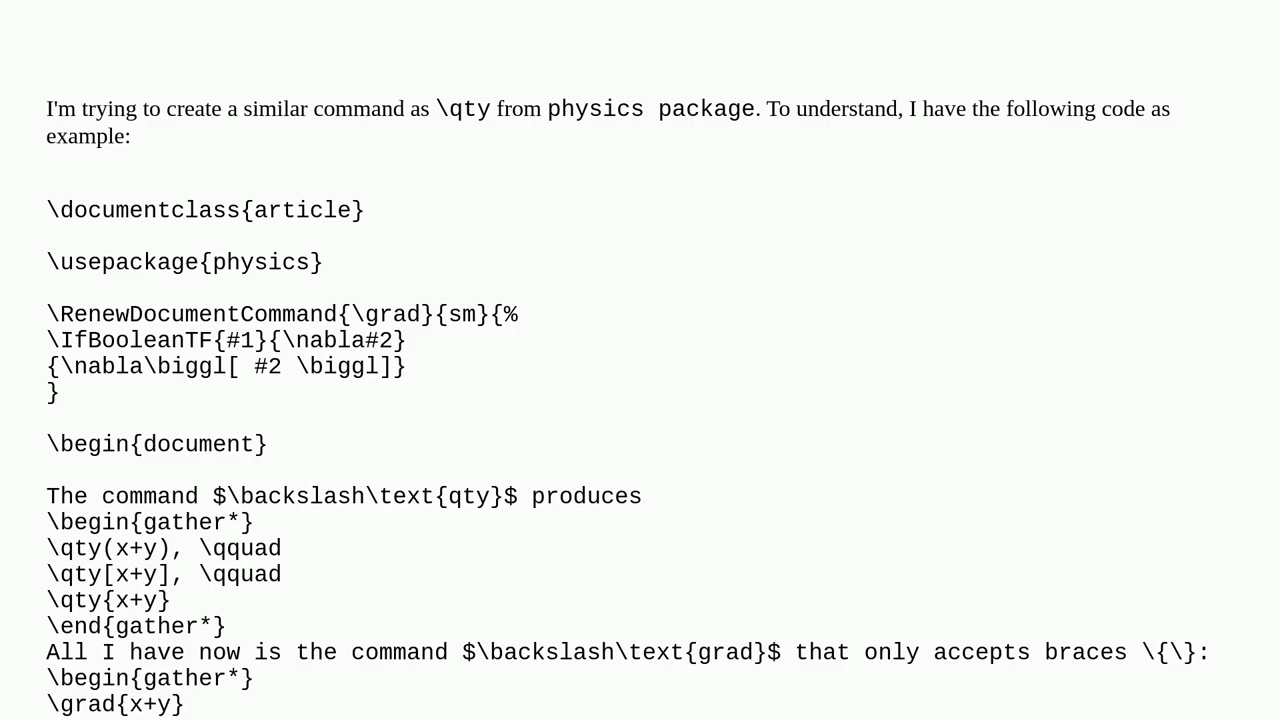 I'm trying to create a similar command as \qty from physics package. To understand, I have the following code as
example:
\documentclass{article}
\usepackage{physics}
\RenewDocumentCommand{\grad}{sm}{%
\IfBooleanTF{#1}{\nabla#2}
{\nabla\biggl[ #2 \biggl]}
}
\begin{document}
The command $\backslash\text{qty}$ produces
\begin{gather*}
\qty(x+y), \qquad
\qty[x+y], \qquad
\qty{x+y}
\end{gather*}
All I have now is the command $\backslash\text{grad}$ that only accepts braces \{\}:
\begin{gather*}
\grad{x+y}